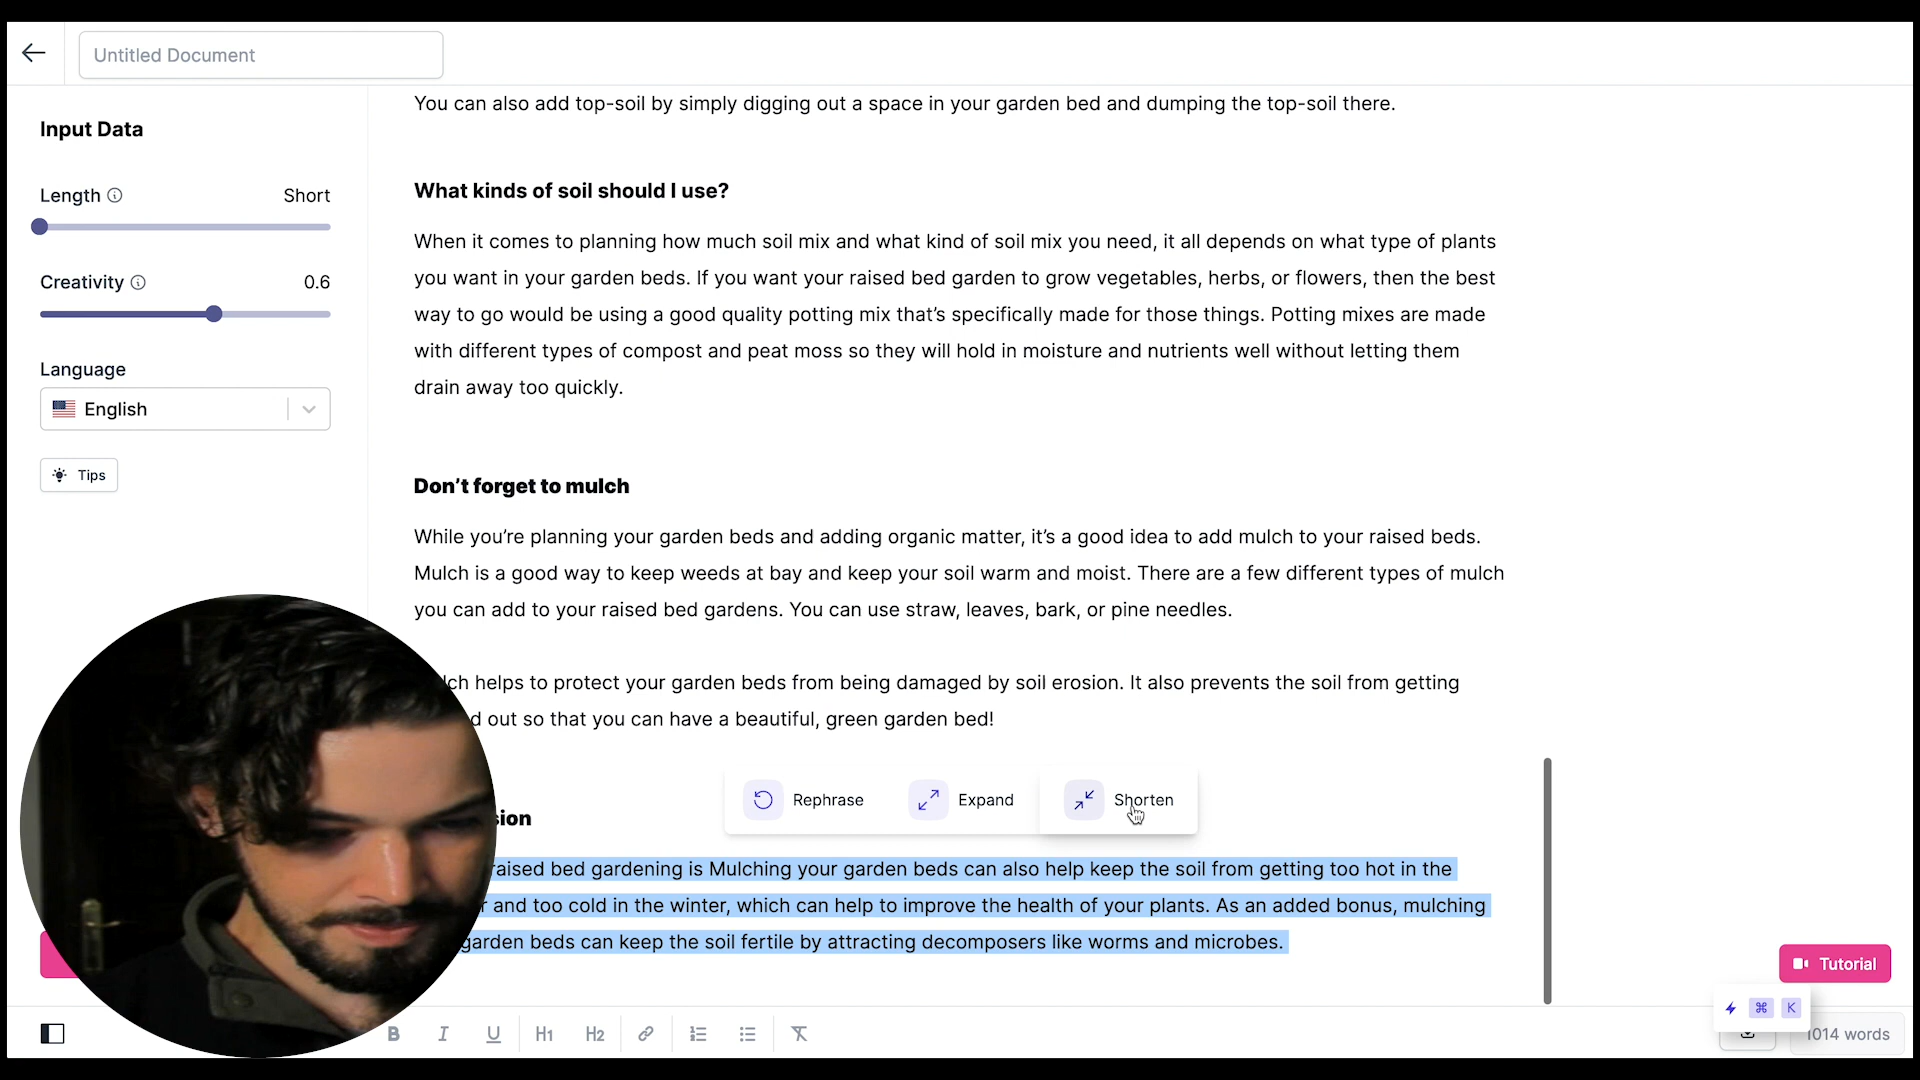 Untitled Document
Input Data
Length
Short
Creativity
0.6
Language
English
Tips
You can also add top-soil by simply digging out a space in your garden bed and dumping the top-soil there.
What kinds of soil should I use?
When it comes to planning how much soil mix and what kind of soil mix you need, it all depends on what type of plants
you want in your garden beds. If you want your raised bed garden to grow vegetables, herbs, or flowers, then the best
way to go would be using a good quality potting mix that’s specifically made for those things. Potting mixes are made
with different types of compost and peat moss so they will hold in moisture and nutrients well without letting them
drain away too quickly.
Don’t forget to mulch
While you’re planning your garden beds and adding organic matter, it’s a good idea to add mulch to your raised beds.
Mulch is a good way to keep weeds at bay and keep your soil warm and moist. There are a few different types of mulch
you can add to your raised bed gardens. You can use straw, leaves, bark, or pine needles.
helps to protect your garden beds from being damaged by soil erosion. It also prevents the soil from getting
out so that you can have a beautiful, green garden bed!
Rephrase
Expand
Shorten
raised bed gardening is Mulching your garden beds can also help keep the soil from getting too hot in the
and too cold in the winter, which can help to improve the health of your plants. As an added bonus, mulching
garden beds can keep the soil fertile by attracting decomposers like worms and microbes.
Tutorial
⌘ K
B I U H1 H2
1014 words